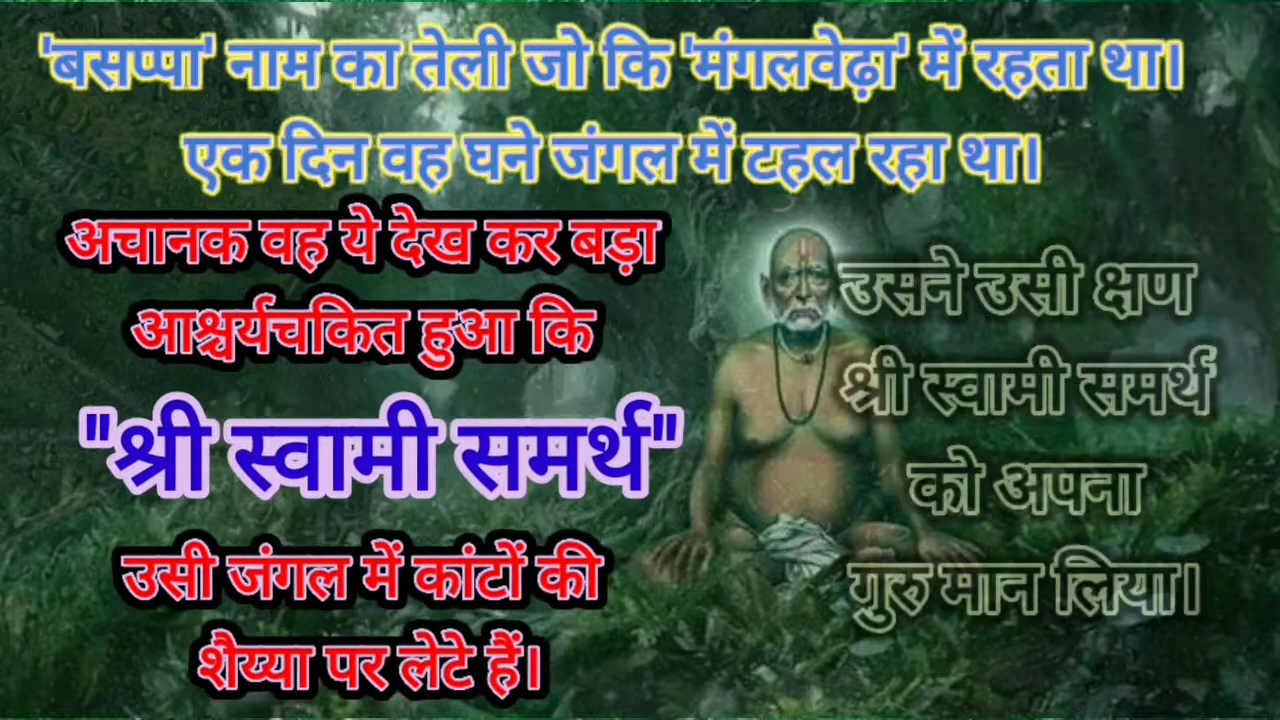 'बसप्पा' नाम का तेली जो कि 'मंगलवेढ़ा' में रहता था।
एक दिन वह घने जंगल में टहल रहा था।
अचानक वह ये देख कर बड़ा
आश्चर्यचकित हुआ कि
"श्री स्वामी समर्थ"
उसी जंगल में कांटों की
शैय्या पर लेटे हैं।
उसने उसी क्षण
श्री स्वामी समर्थ
को अपना
गुरु मान लिया।